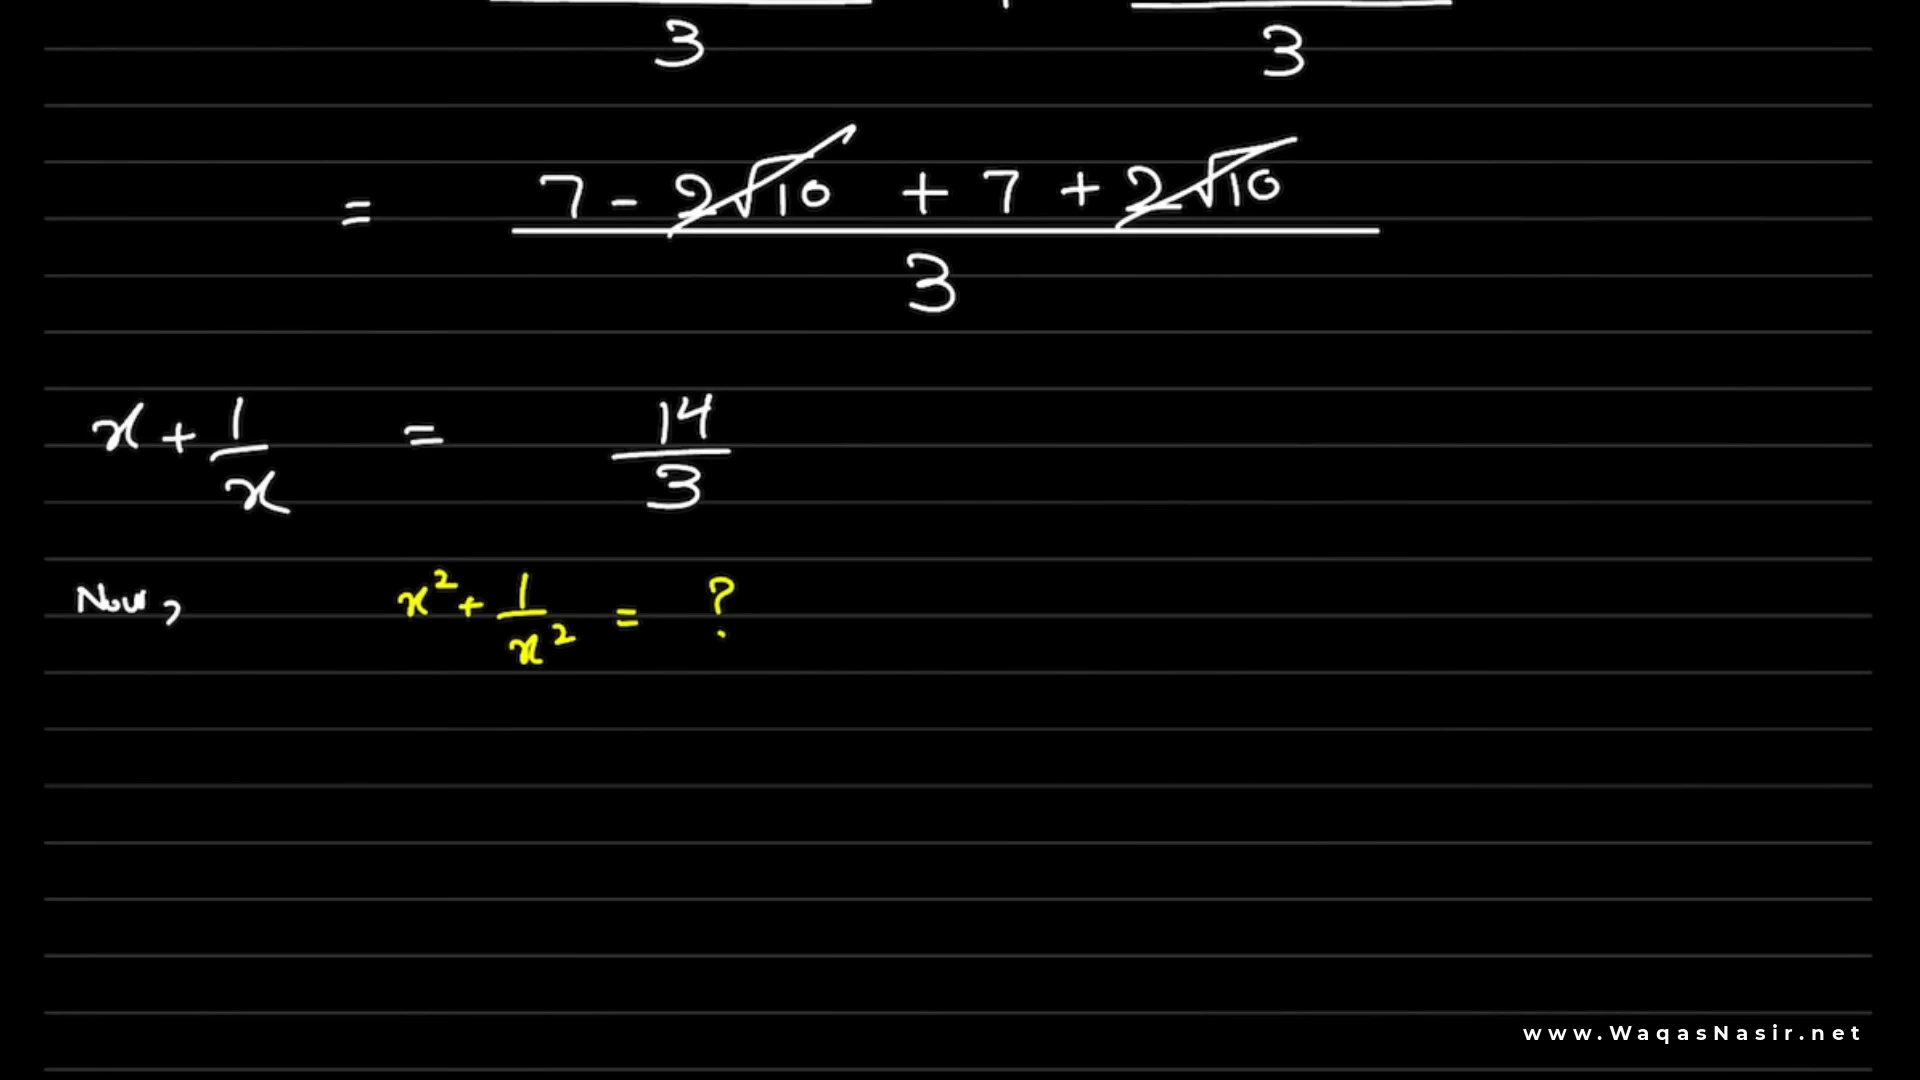 3 3
= 7 - 2√10 + 7 + 2√10
3
x + 1/x = 14/3
Now, x² + 1/x² = ?
www.WaqasNasir.net